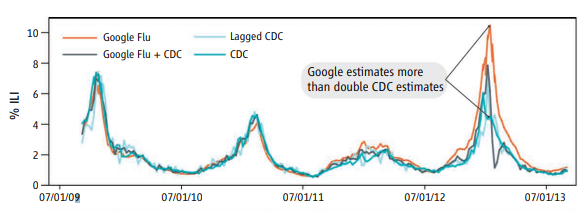 10
8
6
4
2
0
% ILI
Google Flu
Lagged CDC
Google Flu + CDC
CDC
Google estimates more
than double CDC estimates
07/01/09
07/01/10
07/01/11
07/01/12
07/01/13